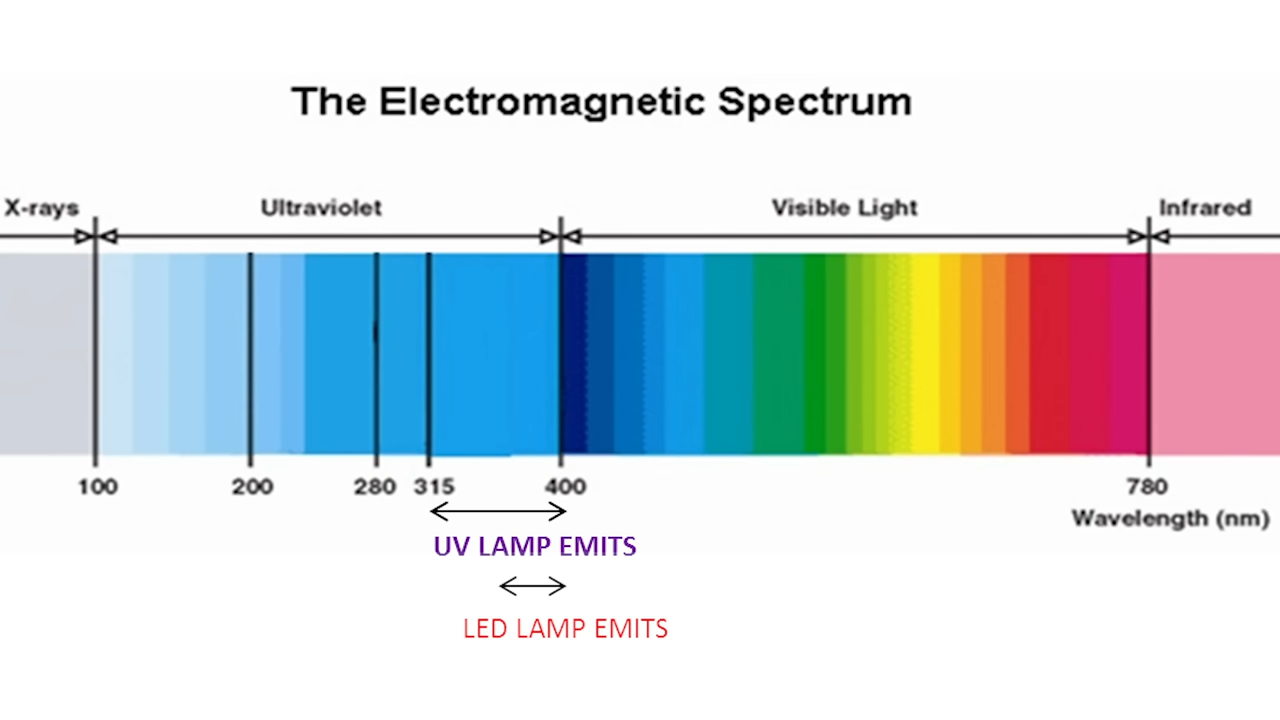 The Electromagnetic Spectrum
X-rays Ultraviolet Visible Light Infrared
100 200 280 315 400 780
Wavelength (nm)
UV LAMP EMITS
LED LAMP EMITS